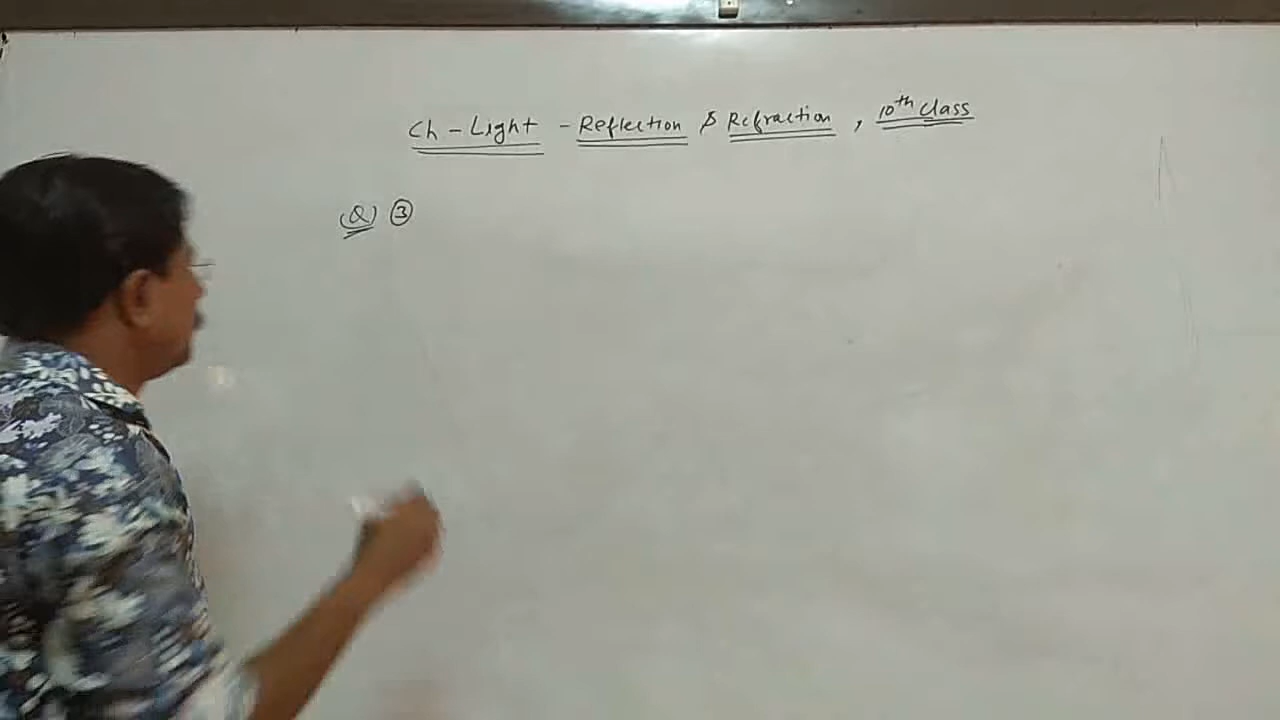 Ch - Light - Reflection & Refraction, 10th Class
(Q) ③